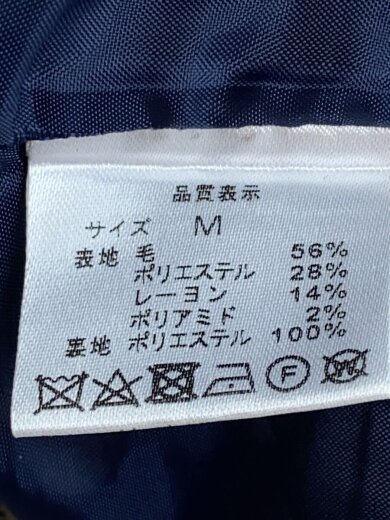 品質表示
サイズ M
表地 毛 56%
ポリエステル 28%
レーヨン 14%
ポリアミド 2%
裏地 ポリエステル 100%
F W